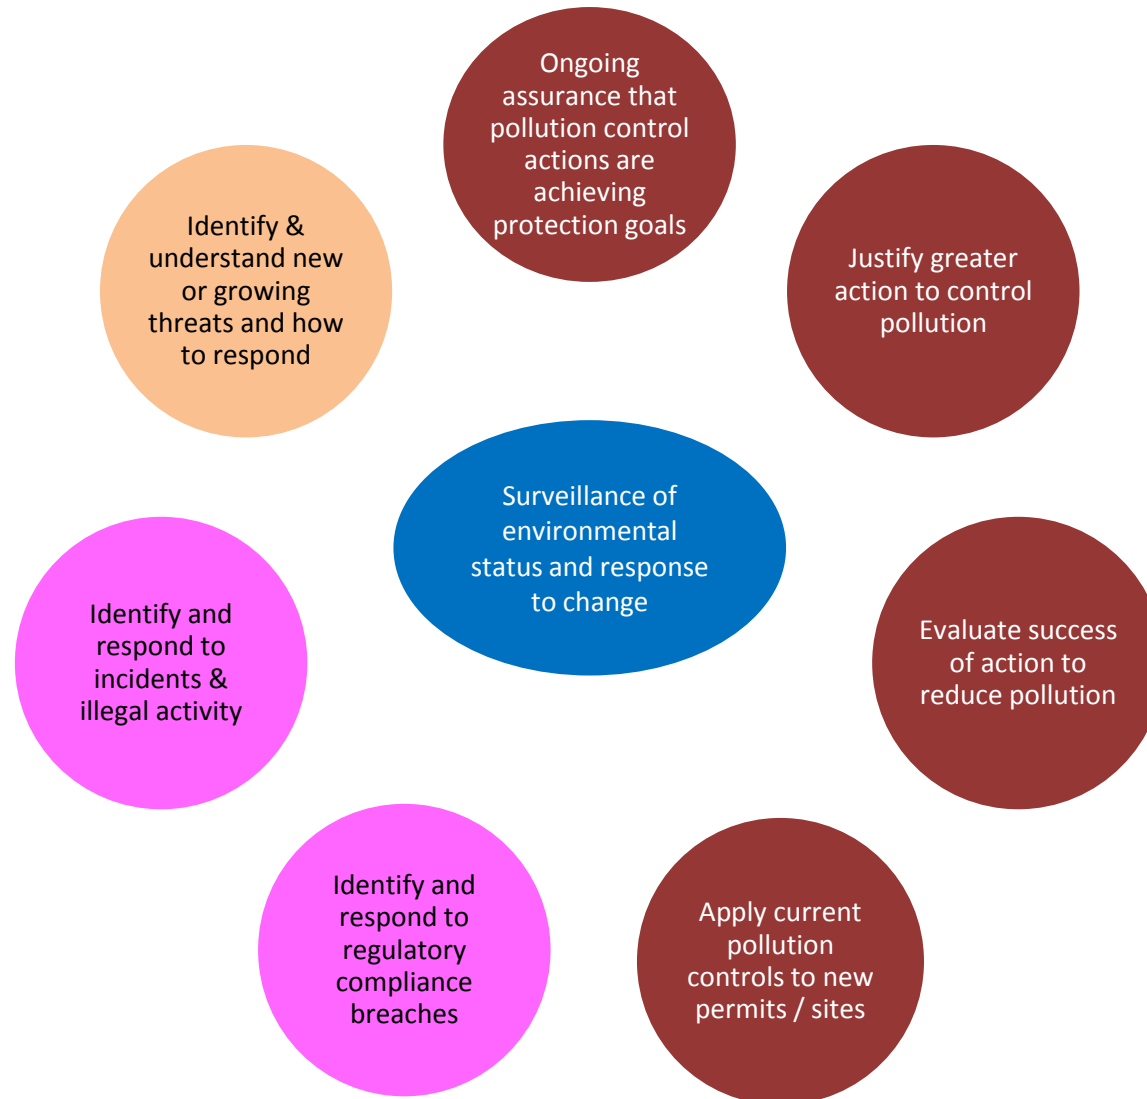 Ongoing
assurance that
pollution control
actions are
achieving
protection goals
Identify &
understand new
or growing
threats and how
to respond
Justify greater
action to control
pollution
Surveillance of
environmental
status and response
to change
Identify and
respond to
incidents &
illegal activity
Evaluate success
of action to
reduce pollution
Identify and
respond to
regulatory
compliance
breaches
Apply current
pollution
controls to new
permits / sites